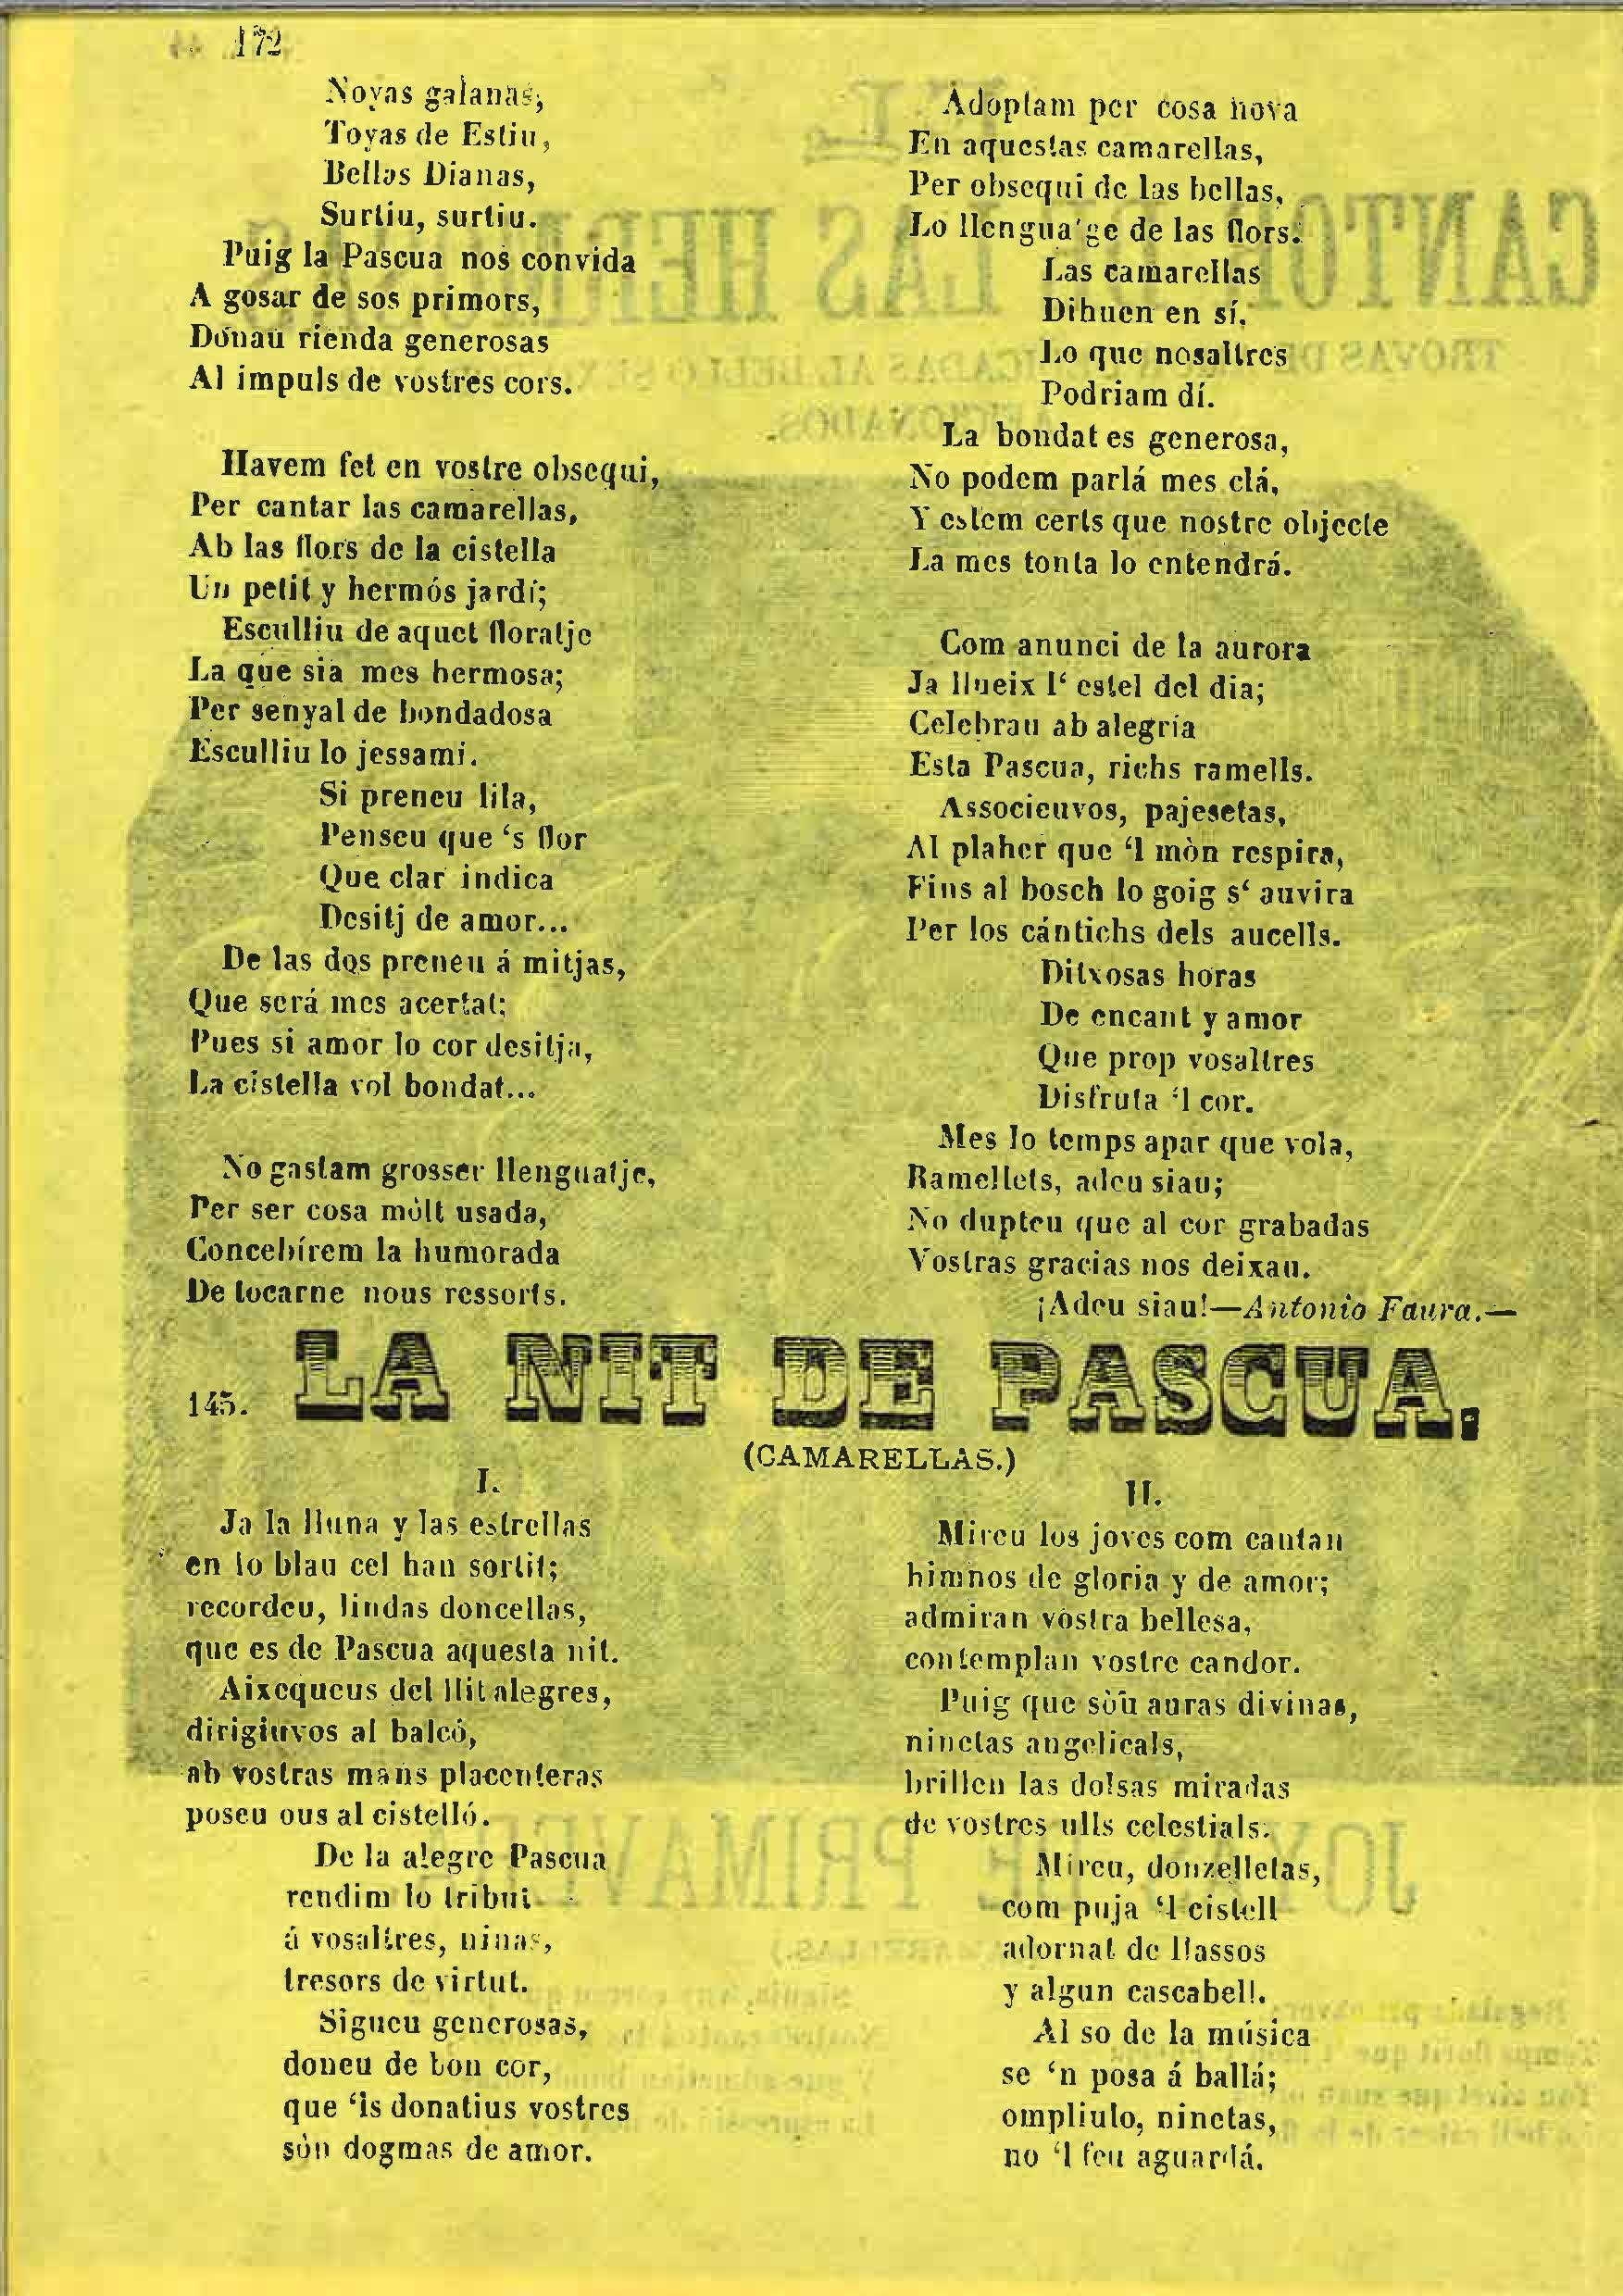 172
Noyas galanas,
Toyas de Estiu,
Bellas Dianas,
Surtiu, surtiu.
Puig la Pascua nos convida
A gosar de sos primors,
Donau rienda generosas
Al impuls de vostres cors.
Havem fet en vostre obsequi,
Per cantar las camarellas,
Ab las flors de la cistella
Un petit y hermós jardí;
Esculliu de aquet floratje
La que sia mes hermosa;
Per senyal de bondadosa
Esculliu lo jessamí.
Si preneu lila,
Penseu que ‘s flor
Que clar indica
Desitj de amor...
De las dos preneu á mitjas,
Que será mes acertat;
Pues si amor lo cor desitja,
La cistella vol bondat...
No gastam grosser llenguatje,
Per ser cosa mòlt usada,
Concebírem la humorada
De tocarne nous ressorts.
Adoptam per cosa nova
En aquestas camarellas,
Per obsequi de las bellas,
Lo llengua'ge de las flors.
Las camarellas
Dihuen en sí,
Lo que nosaltres
Podriam dí.
La bondat es generosa,
No podem parlá mes clá,
Y estem certs que nostre objecte
La mes tonta lo entendrá.
Com anunci de la aurora
Ja llueix l‘ estel del dia;
Celebrau ab alegría
Esta Pascua, richs ramells.
Associeuvos, pajesetas,
Al plaher que ‘l mòn respira,
Fins al bosch lo goig s‘ auvira
Per los cántichs dels aucells.
Ditxosas horas
De encant y amor
Que prop vosaltres
Disfruta ‘l cor.
Mes lo temps apar que vola,
Ramellets, adeu siau;
No dupteu que al cor grabadas
Vostras gracias nos deixau.
¡Adeu siau!—Antonio Faura.—
145. LA NIT DE PASCUA.
(CAMARELLAS.)
I.
Ja la lluna y las estrellas
en lo blau cel han sortit;
recordeu, lindas doncellas,
que es de Pascua aquesta nit.
Aixequeus del llit alegres,
dirigiuvos al balcó,
ab vostras mans placenteras
poseu ous al cistelló.
De la alegre Pascua
rendim lo tribut
á vosaltres, ninas,
tresors de virtut.
Sigueu generosas,
doneu de bon cor,
que ‘is donatius vostres
sòn dogmas de amor.
II.
Mireu los joves com cantan
himnos de gloria y de amor;
admiran vostra bellesa,
contemplan vostre candor.
Puig que sòu auras divinas,
ninetas angelicals,
brillen las dolsas miradas
de vostres ulls celestials.
Mireu, donzelletas,
com puja ‘l cistell
adornat de llassos
y algun cascabell.
Al so de la música
se ‘n posa á ballá;
ompliulo, ninetas,
no ‘l feu aguardá.